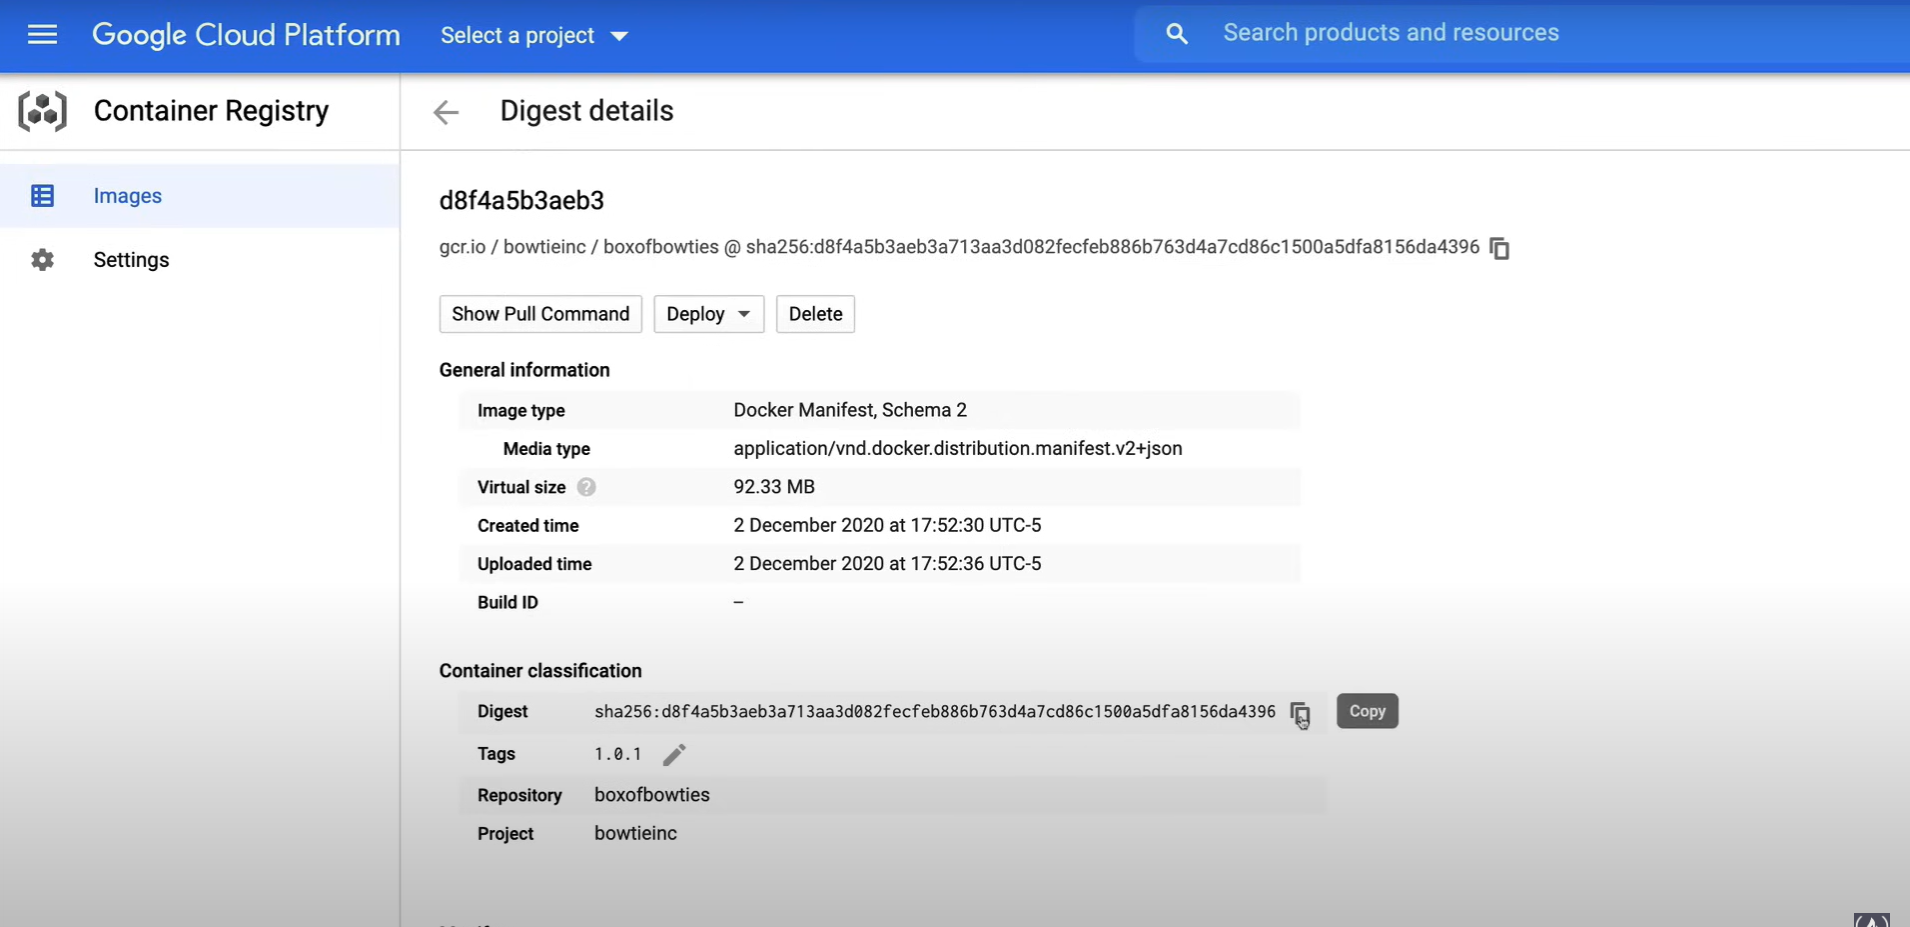 Google Cloud Platform
Select a project
Search products and resources
Container Registry
Digest details
Images
Settings
d8f4a5b3aeb3
gcr.io / bowtieinc / boxofbowties @ sha256:d8f4a5b3aeb3a713aa3d082fecfeb886b763d4a7cd86c1500a5dfa8156da4396
Show Pull Command Deploy Delete
General information
Image type Docker Manifest, Schema 2
Media type application/vnd.docker.distribution.manifest.v2+json
Virtual size ? 92.33 MB
Created time 2 December 2020 at 17:52:30 UTC-5
Uploaded time 2 December 2020 at 17:52:36 UTC-5
Build ID –
Container classification
Digest sha256:d8f4a5b3aeb3a713aa3d082fecfeb886b763d4a7cd86c1500a5dfa8156da4396 Copy
Tags 1.0.1
Repository boxofbowties
Project bowtieinc